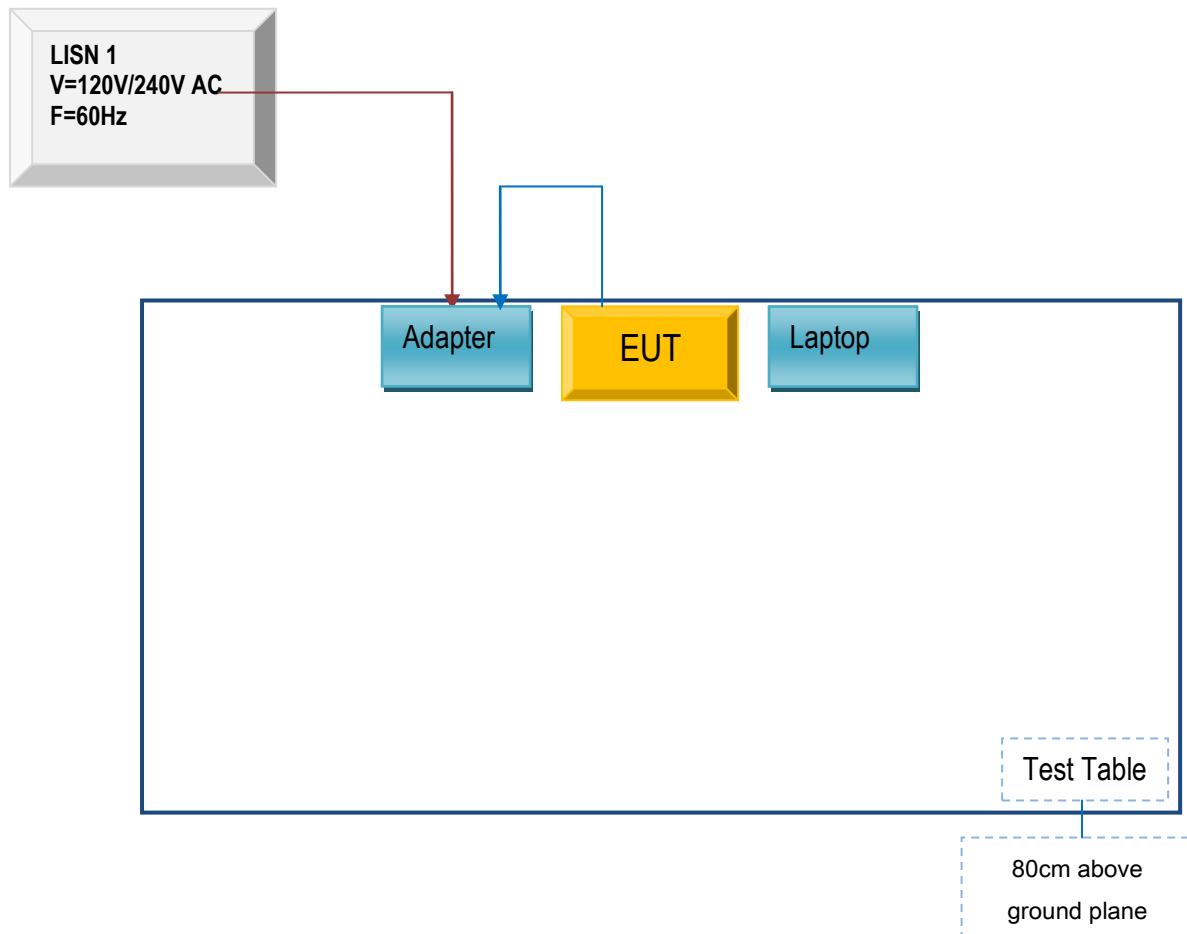 LISN 1
V=120V/240V AC
F=60Hz
Adapter
EUT
Laptop
Test Table
80cm above
ground plane